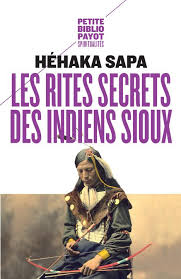 PETITE
BIBLIO
PAYOT
SPIRITUALITÉS
HÉHAKA SAPA
LES RITES SECRETS
DES INDIENS SIOUX